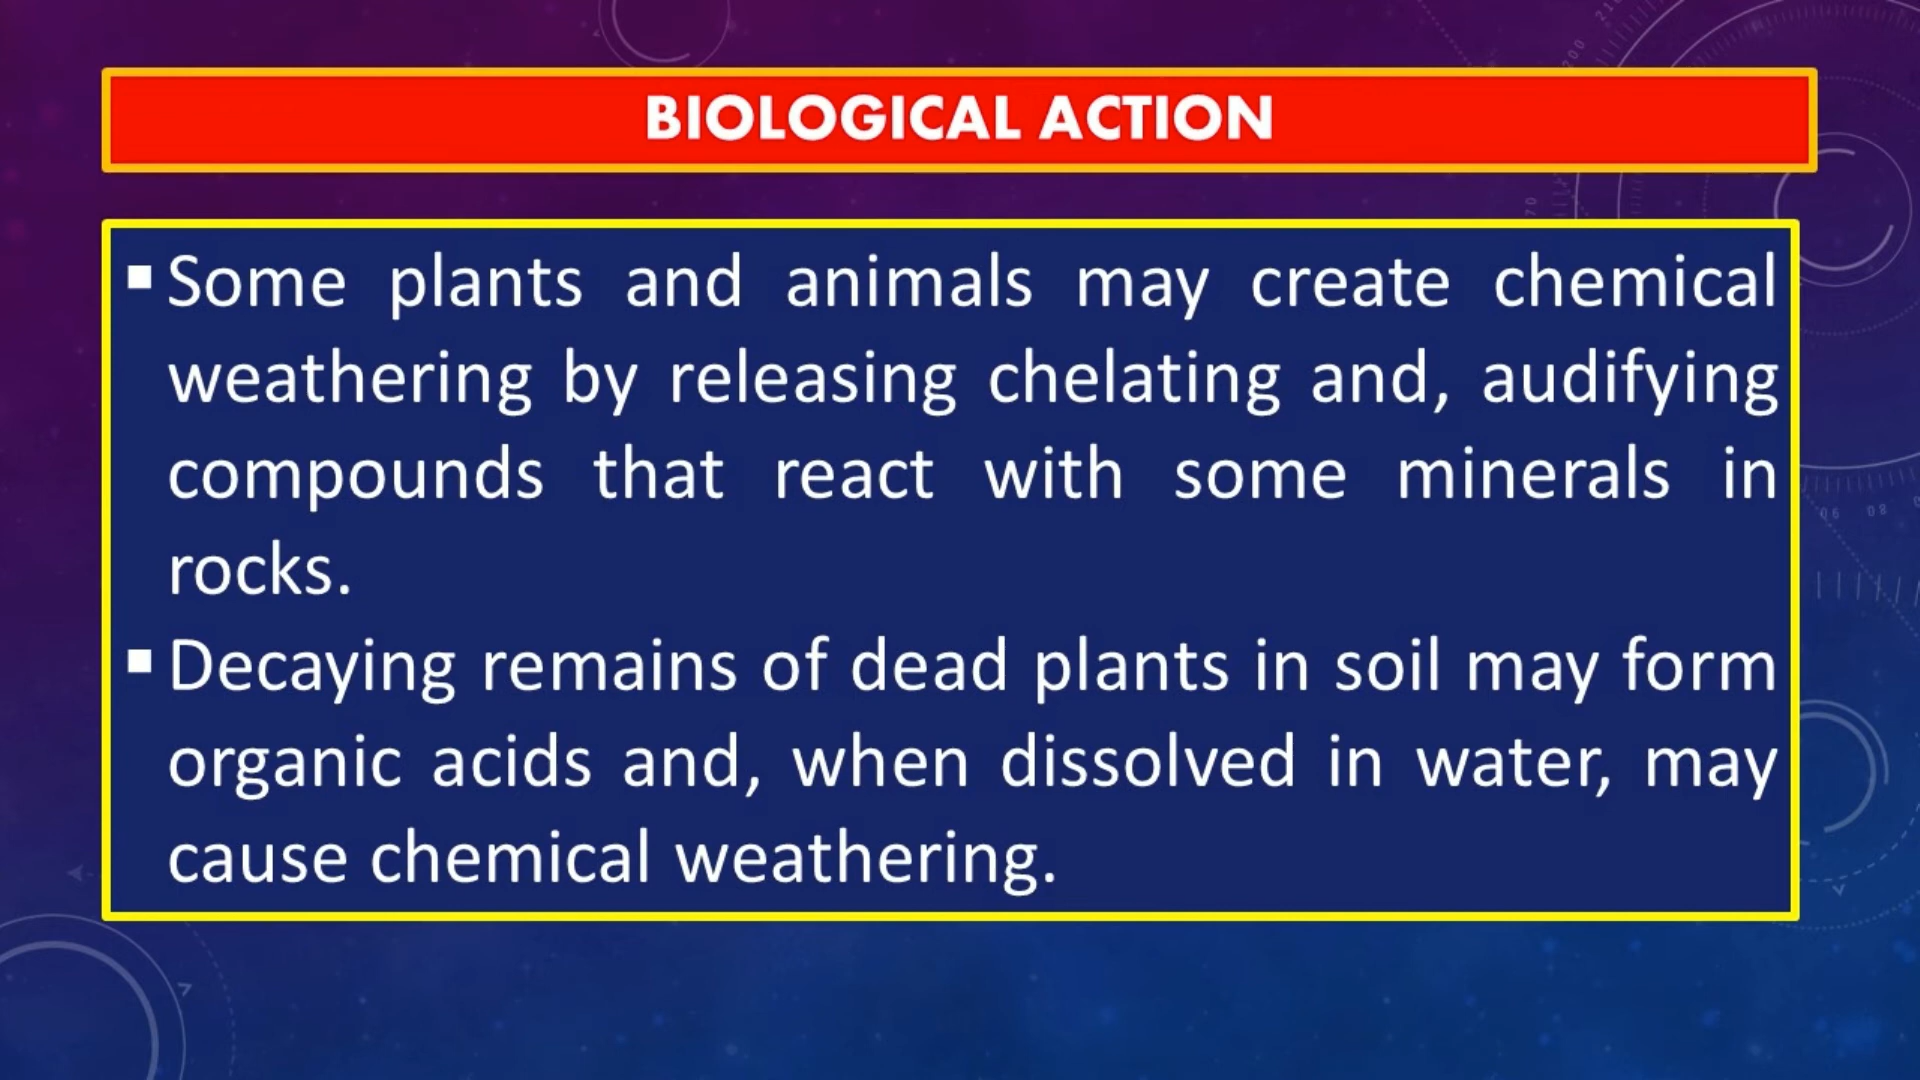 BIOLOGICAL ACTION
▪ Some plants and animals may create chemical
weathering by releasing chelating and, audifying
compounds that react with some minerals in
rocks.
▪ Decaying remains of dead plants in soil may form
organic acids and, when dissolved in water, may
cause chemical weathering.